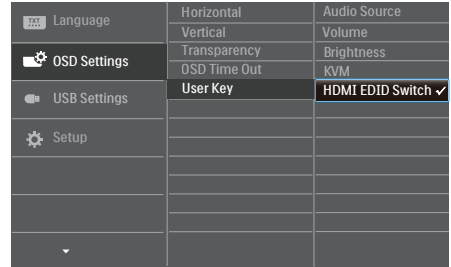 TXT Language
OSD Settings
USB Settings
Setup
Horizontal
Vertical
Transparency
OSD Time Out
User Key
Audio Source
Volume
Brightness
KVM
HDMI EDID Switch ✓